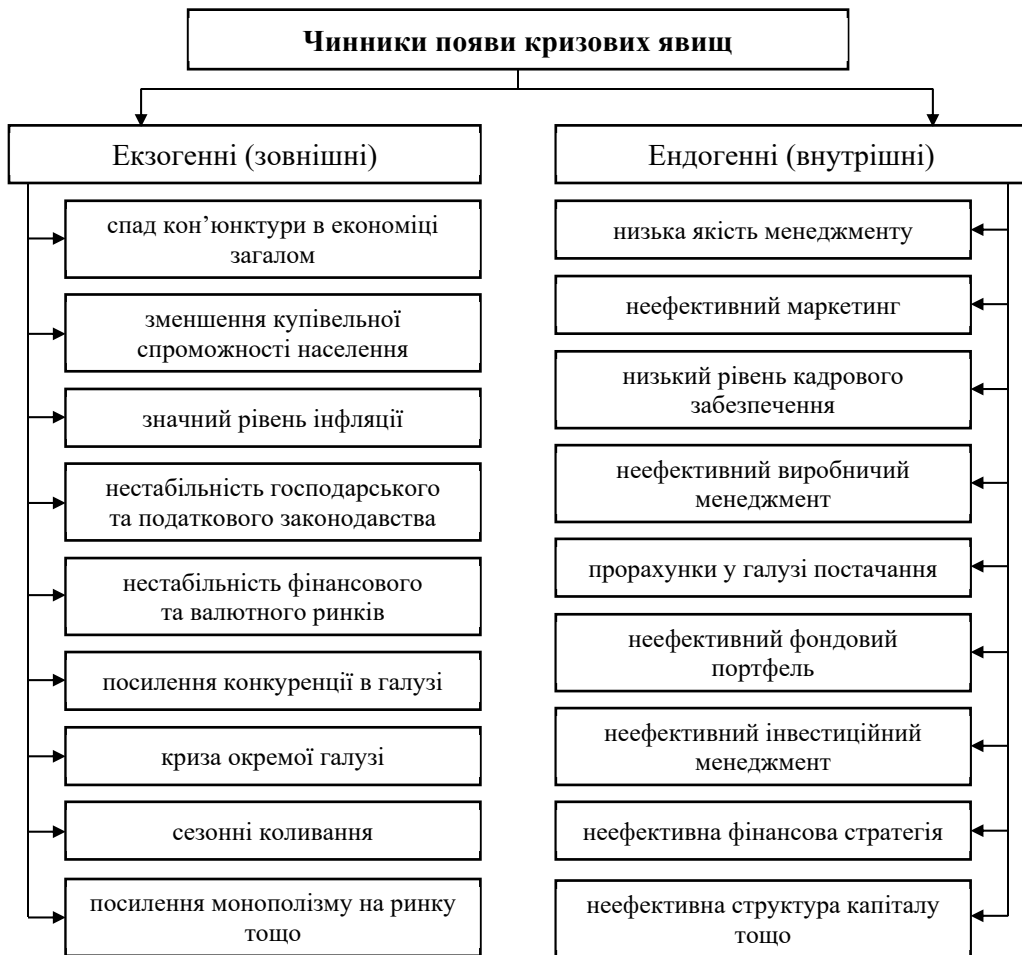 Чинники появи кризових явищ
Екзогенні (зовнішні)
спад кон’юнктури в економіці
загалом
зменшення купівельної
спроможності населення
значний рівень інфляції
нестабільність господарського
та податкового законодавства
нестабільність фінансового
та валютного ринків
посилення конкуренції в галузі
криза окремої галузі
сезонні коливання
посилення монополізму на ринку
тощо
Ендогенні (внутрішні)
низька якість менеджменту
неефективний маркетинг
низький рівень кадрового
забезпечення
неефективний виробничий
менеджмент
прорахунки у галузі постачання
неефективний фондовий
портфель
неефективний інвестиційний
менеджмент
неефективна фінансова стратегія
неефективна структура капіталу
тощо